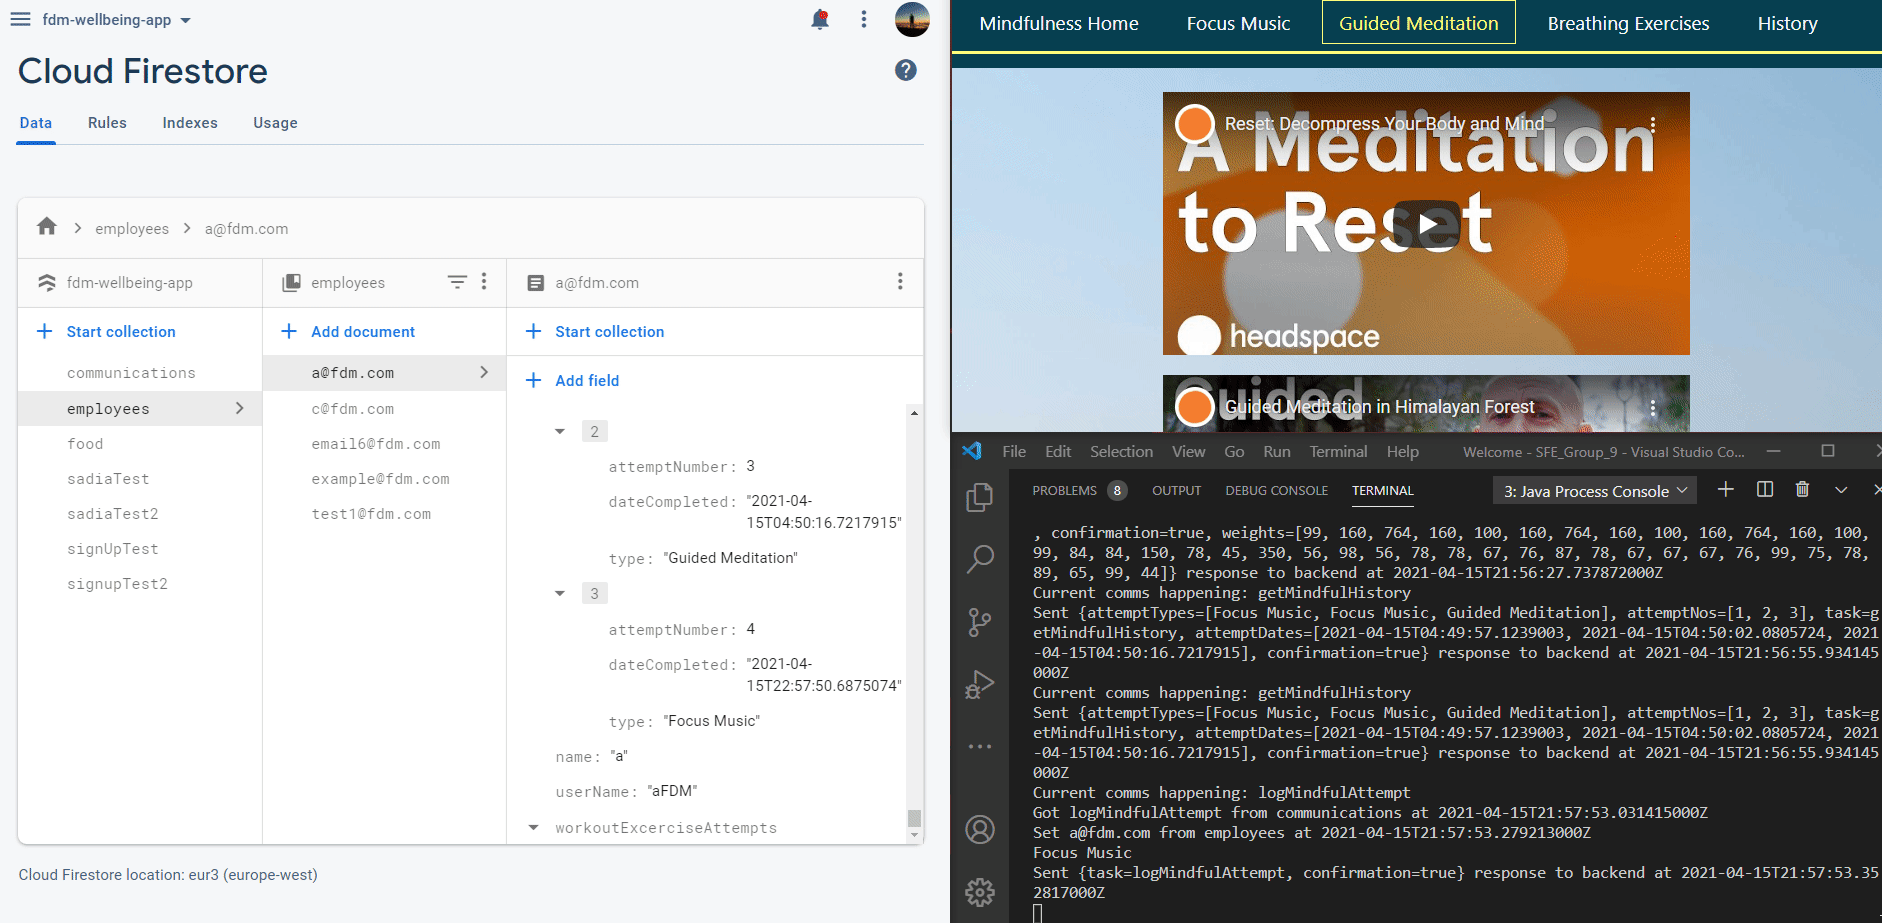 fdm-wellbeing-app
Cloud Firestore
Data Rules Indexes Usage
employees a@fdm.com
fdm-wellbeing-app
Start collection
communications
employees
food
sadiaTest
sadiaTest2
signUpTest
signupTest2
employees
Add document
a@fdm.com
c@fdm.com
email6@fdm.com
example@fdm.com
test1@fdm.com
a@fdm.com
Start collection
Add field
2
attemptNumber: 3
dateCompleted: "2021-04-
15T04:50:16.7217915"
type: "Guided Meditation"
3
attemptNumber: 4
dateCompleted: "2021-04-
15T22:57:50.6875074"
type: "Focus Music"
name: "a"
userName: "aFDM"
workoutExcerciseAttempts
Cloud Firestore location: eur3 (europe-west)
Mindfulness Home Focus Music Guided Meditation Breathing Exercises History
Reset: Decompress Your Body and Mind
A Meditation
to Reset
headspace
Guided
Guided Meditation in Himalayan Forest
File Edit Selection View Go Run Terminal Help Welcome - SFE_Group_9 - Visual Studio Co...
PROBLEMS 8 OUTPUT DEBUG CONSOLE TERMINAL 3: Java Process Console
, confirmation=true, weights=[99, 160, 764, 160, 100, 160, 764, 160, 100, 160, 764, 160, 100,
99, 84, 84, 150, 78, 45, 350, 56, 98, 56, 78, 78, 67, 76, 87, 78, 67, 67, 67, 76, 99, 75, 78,
89, 65, 99, 44]} response to backend at 2021-04-15T21:56:27.737872000Z
Current comms happening: getMindfulHistory
Sent {attemptTypes=[Focus Music, Focus Music, Guided Meditation], attemptNos=[1, 2, 3], task=g
etMindfulHistory, attemptDates=[2021-04-15T04:49:57.1239003, 2021-04-15T04:50:02.0805724, 2021
-04-15T04:50:16.7217915], confirmation=true} response to backend at 2021-04-15T21:56:55.934145
000Z
Current comms happening: getMindfulHistory
Sent {attemptTypes=[Focus Music, Focus Music, Guided Meditation], attemptNos=[1, 2, 3], task=g
etMindfulHistory, attemptDates=[2021-04-15T04:49:57.1239003, 2021-04-15T04:50:02.0805724, 2021
-04-15T04:50:16.7217915], confirmation=true} response to backend at 2021-04-15T21:56:55.934145
000Z
Current comms happening: logMindfulAttempt
Got logMindfulAttempt from communications at 2021-04-15T21:57:53.031415000Z
Set a@fdm.com from employees at 2021-04-15T21:57:53.279213000Z
Focus Music
Sent {task=logMindfulAttempt, confirmation=true} response to backend at 2021-04-15T21:57:53.35
2817000Z